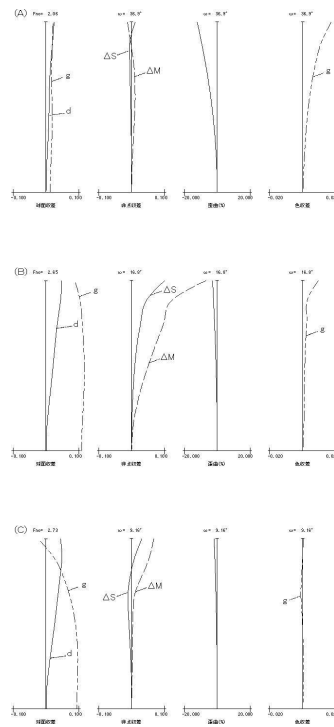 (A)
Fno= 2.08 ω= 36.9° ω= 36.9° ω= 36.9°
ΔS
g ΔM g
d
-0.100 0.100 -0.100 0.100 -20.000 20.000 -0.020
球面収差 非点収差 歪曲(%) 色収差
(B)
Fno= 2.65 ω= 16.8° ω= 16.8° ω= 16.8°
g ΔS
d g
ΔM
-0.100 0.100 -0.100 0.100 -20.000 20.000 -0.020
球面収差 非点収差 歪曲(%) 色収差
(C)
Fno= 2.73 ω= 9.16° ω= 9.16° ω= 9.16°
g ΔS ΔM g
d
-0.100 0.100 -0.100 0.100 -20.000 20.000 -0.020
球面収差 非点収差 歪曲(%) 色収差